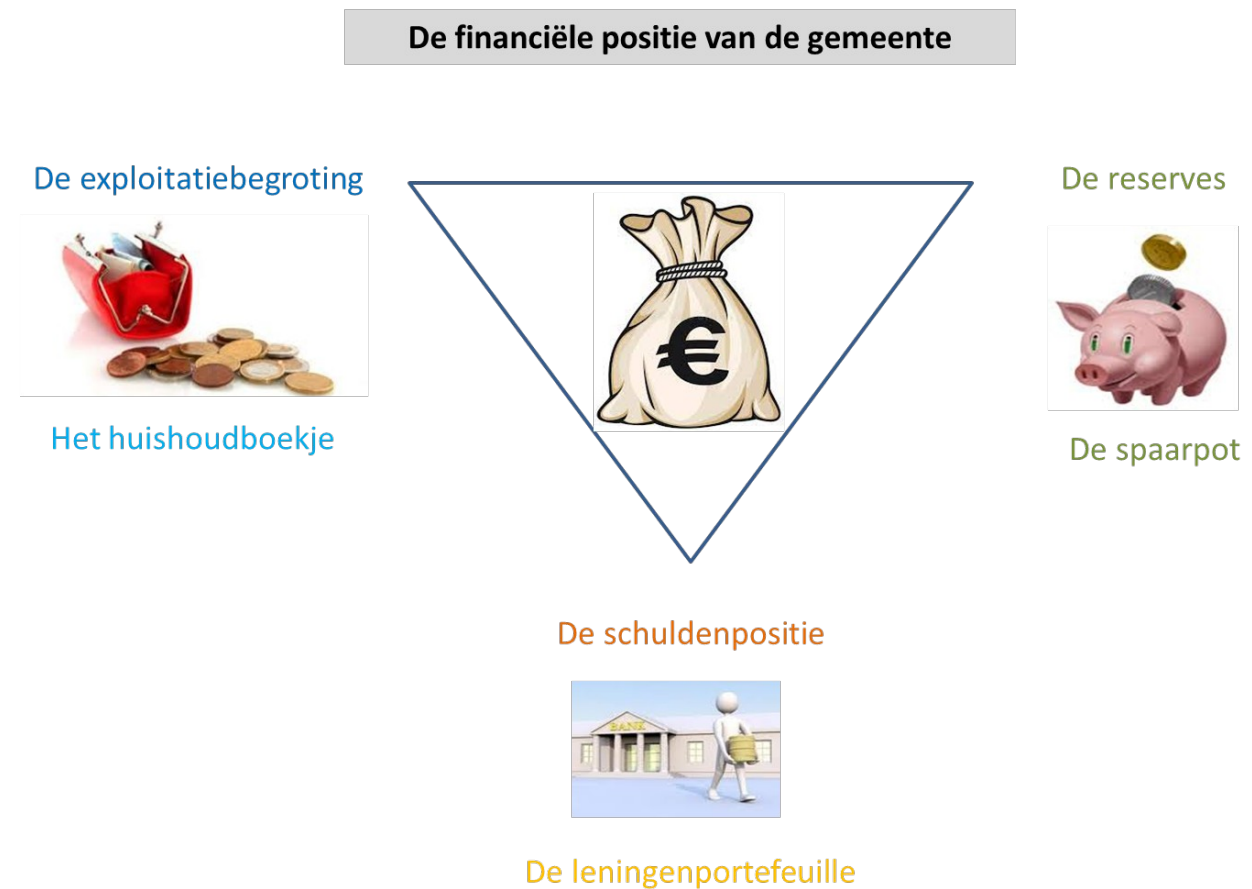 De financiële positie van de gemeente
De exploitatiebegroting
De reserves
€
Het huishoudboekje
De spaarpot
De schuldenpositie
BANK
De leningenportefeuille